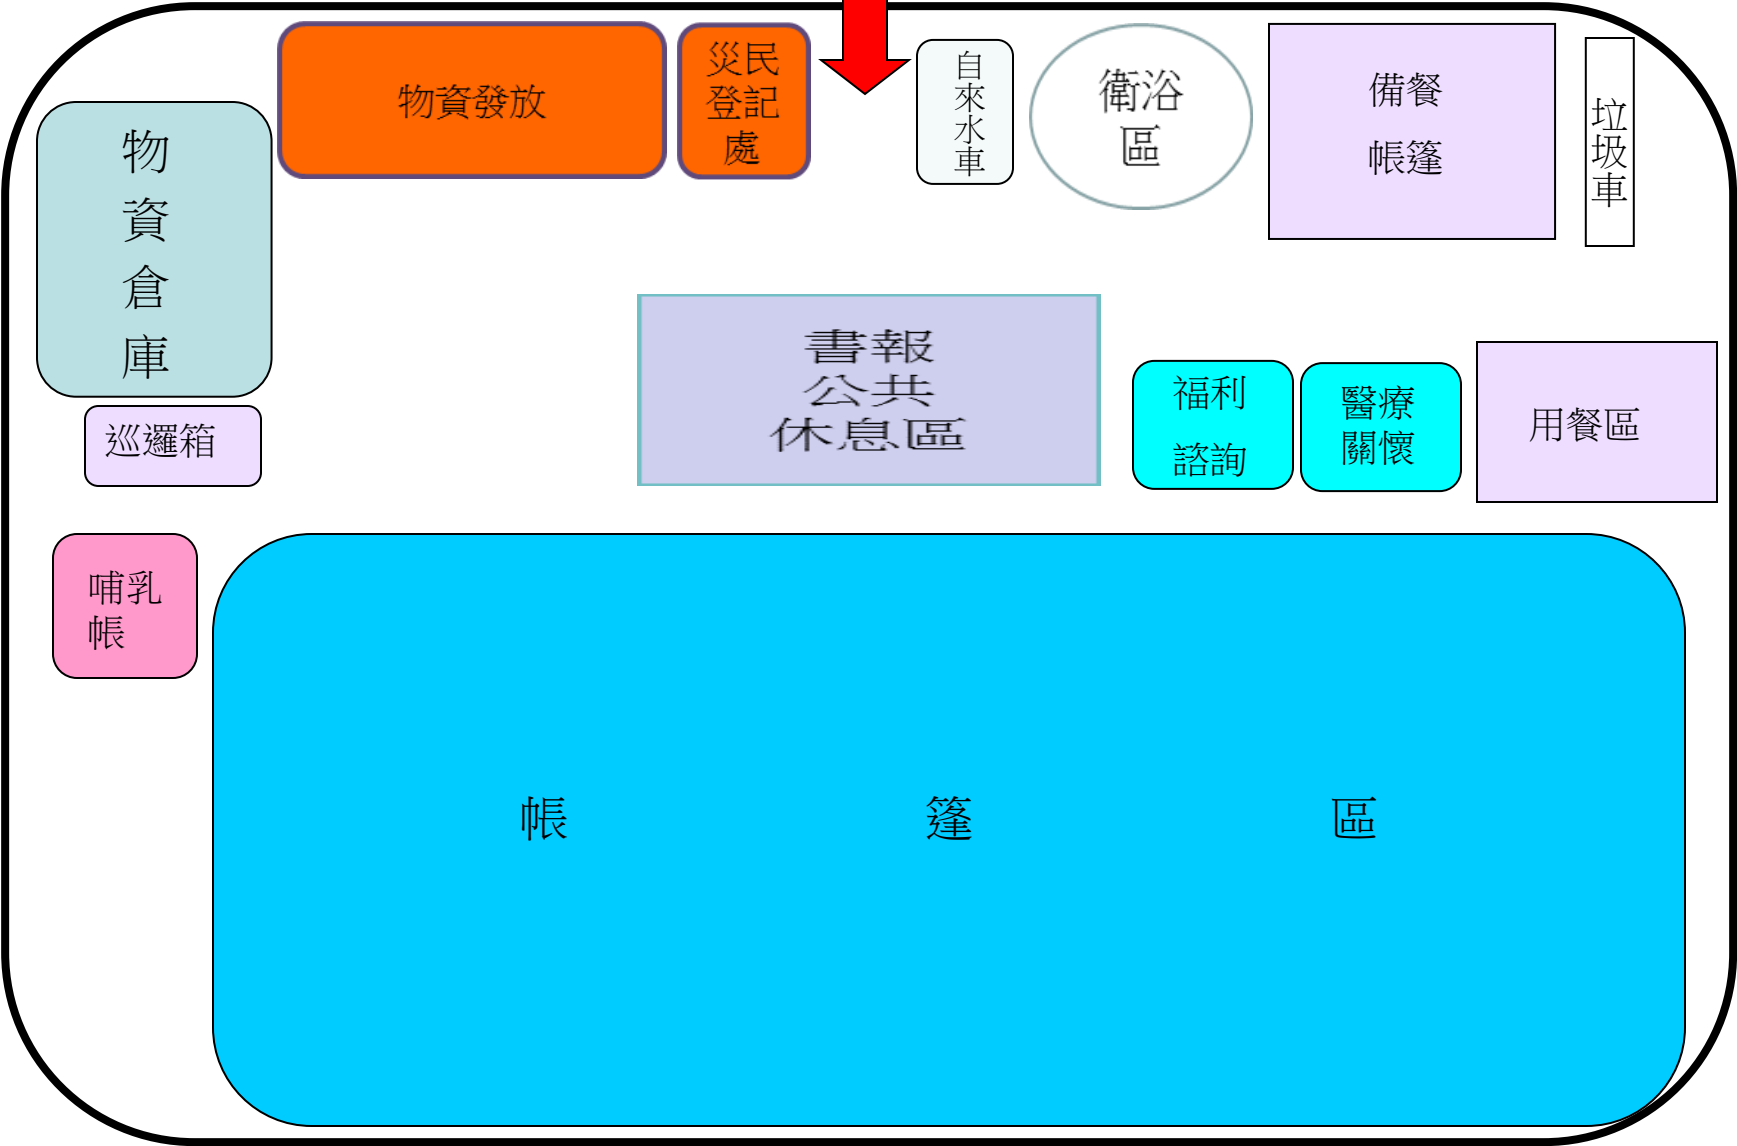 物資發放
災民
登記
處
自
來
水
車
衛浴
區
備餐
帳篷
垃
圾
車
物
資
倉
庫
巡邏箱
書報
公共
休息區
福利
諮詢
醫療
關懷
用餐區
哺乳
帳
帳 篷 區